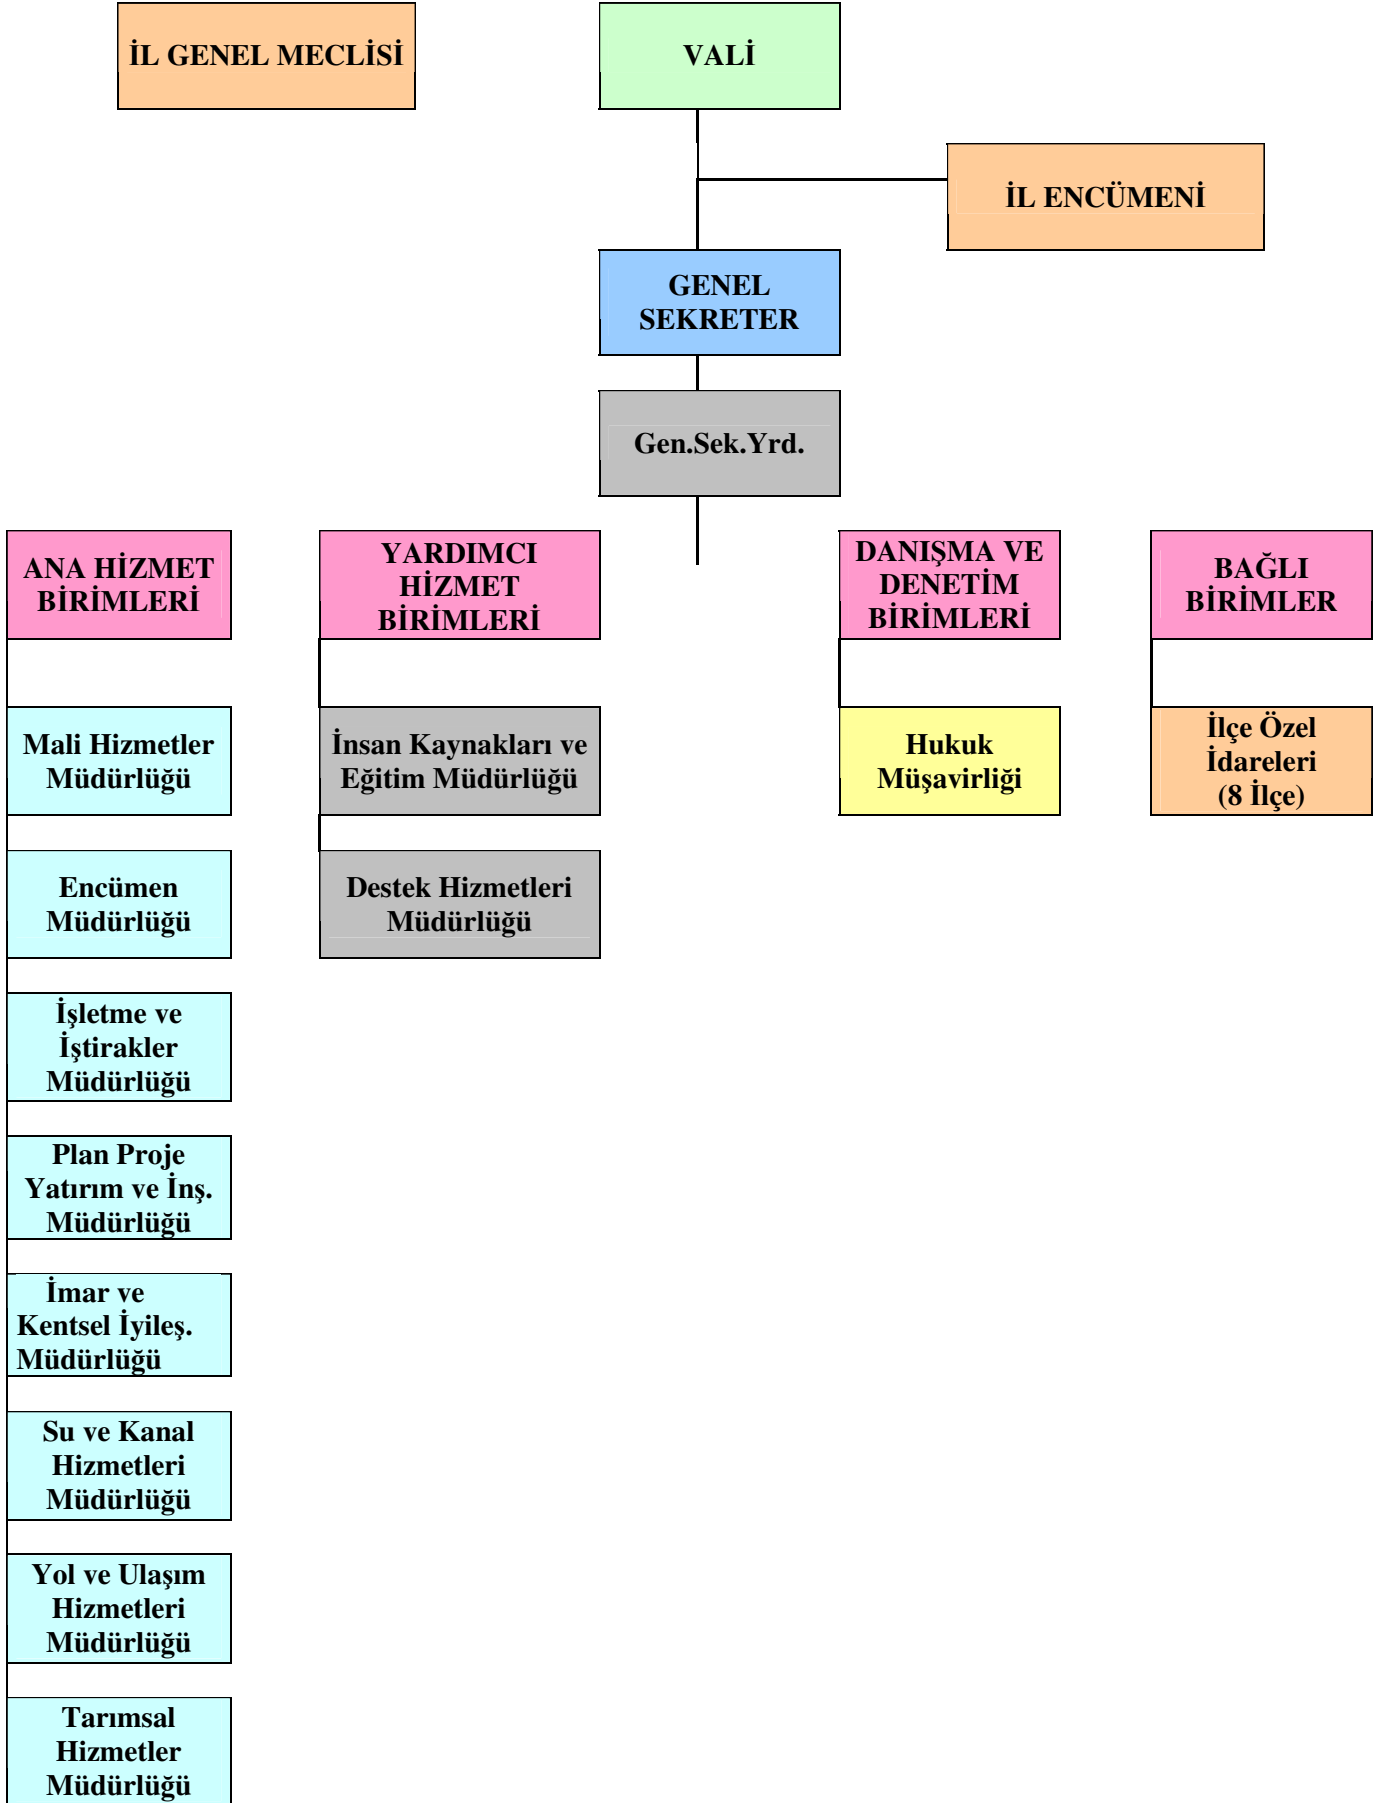 İL GENEL MECLİSİ
VALİ
İL ENCÜMENİ
GENEL
SEKRETER
Gen.Sek.Yrd.
ANA HİZMET
BİRİMLERİ
YARDIMCI
HİZMET
BİRİMLERİ
DANIŞMA VE
DENETİM
BİRİMLERİ
BAĞLI
BİRİMLER
Mali Hizmetler
Müdürlüğü
İnsan Kaynakları ve
Eğitim Müdürlüğü
Hukuk
Müşavirliği
İlçe Özel
İdareleri
(8 İlçe)
Encümen
Müdürlüğü
Destek Hizmetleri
Müdürlüğü
İşletme ve
İştirakler
Müdürlüğü
Plan Proje
Yatırım ve İnş.
Müdürlüğü
İmar ve
Kentsel İyileş.
Müdürlüğü
Su ve Kanal
Hizmetleri
Müdürlüğü
Yol ve Ulaşım
Hizmetleri
Müdürlüğü
Tarımsal
Hizmetler
Müdürlüğü